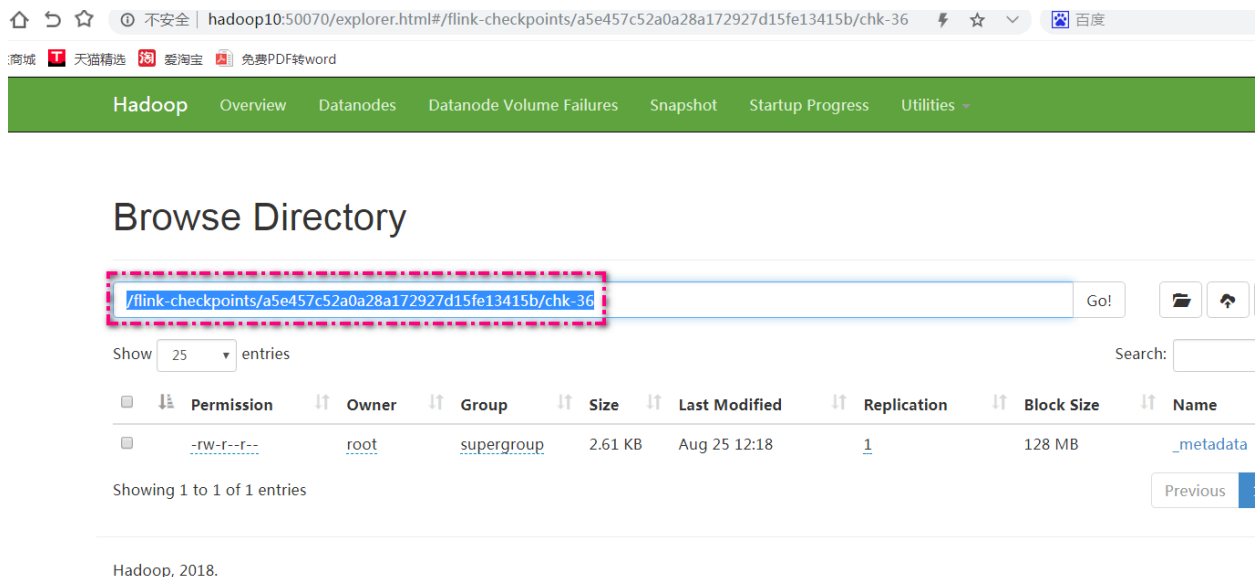 不安全 | hadoop10:50070/explorer.html#/flink-checkpoints/a5e457c52a0a28a172927d15fe13415b/chk-36 百度
商城 天猫精选 淘 爱淘宝 免费PDF转word
Hadoop Overview Datanodes Datanode Volume Failures Snapshot Startup Progress Utilities
Browse Directory
/flink-checkpoints/a5e457c52a0a28a172927d15fe13415b/chk-36 Go!
Show 25 entries Search:
Permission Owner Group Size Last Modified Replication Block Size Name
-rw-r--r-- root supergroup 2.61 KB Aug 25 12:18 1 128 MB _metadata
Showing 1 to 1 of 1 entries Previous
Hadoop, 2018.